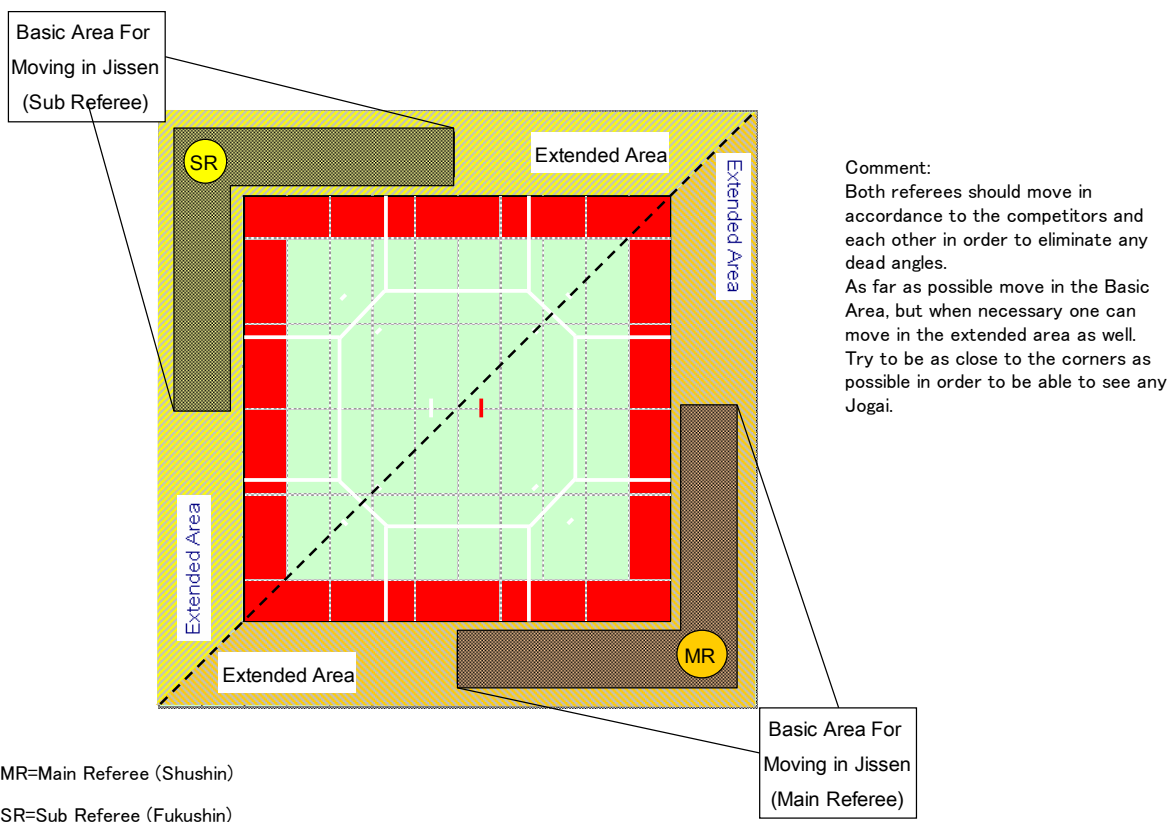 Basic Area For
Moving in Jissen
(Sub Referee)
SR
Extended Area
Extended Area
Comment:
Both referees should move in
accordance to the competitors and
each other in order to eliminate any
dead angles.
As far as possible move in the Basic
Area, but when necessary one can
move in the extended area as well.
Try to be as close to the corners as
possible in order to be able to see any
Jogai.
Extended Area
Extended Area
MR
Basic Area For
Moving in Jissen
(Main Referee)
MR=Main Referee (Shushin)
SR=Sub Referee (Fukushin)